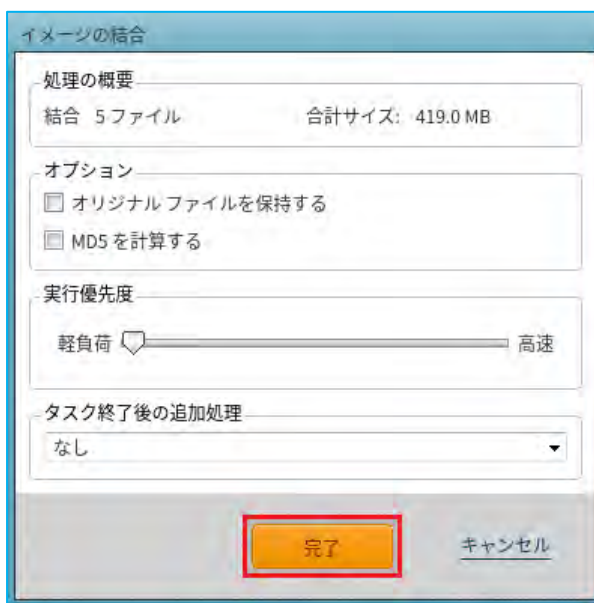 イメージの結合
処理の概要
結合 5 ファイル 合計サイズ: 419.0 MB
オプション
オリジナル ファイルを保持する
MD5 を計算する
実行優先度
軽負荷 高速
タスク終了後の追加処理
なし
完了 キャンセル